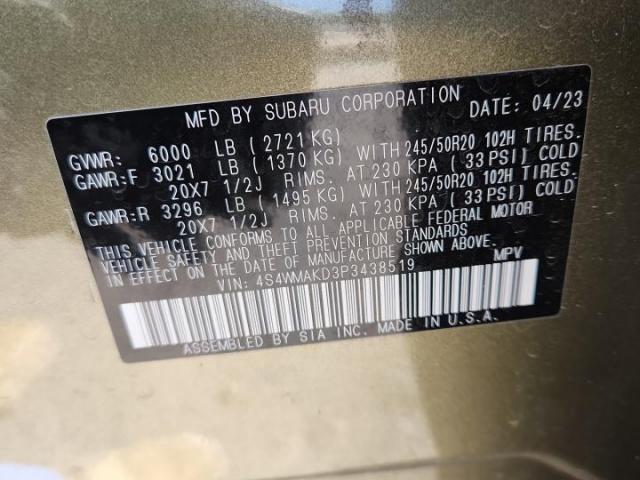 MFD BY SUBARU CORPORATION DATE: 04/23
GVWR: 6000 LB (2721 KG)
GAWR:F 3021 LB (1370 KG) WITH 245/50R20 102H TIRES.
20X7 1/2J RIMS. AT 230 KPA (33 PSI) COLD
GAWR:R 3296 LB (1495 KG) WITH 245/50R20 102H TIRES.
20X7 1/2J RIMS. AT 230 KPA (33 PSI) COLD
THIS VEHICLE CONFORMS TO ALL APPLICABLE FEDERAL MOTOR
VEHICLE SAFETY AND THEFT PREVENTION STANDARDS IN EFFECT
ON THE DATE OF MANUFACTURE SHOWN ABOVE.
VIN: 4S4WMAKD3P3438519 MPV
ASSEMBLED BY SIA INC. MADE IN U.S.A.